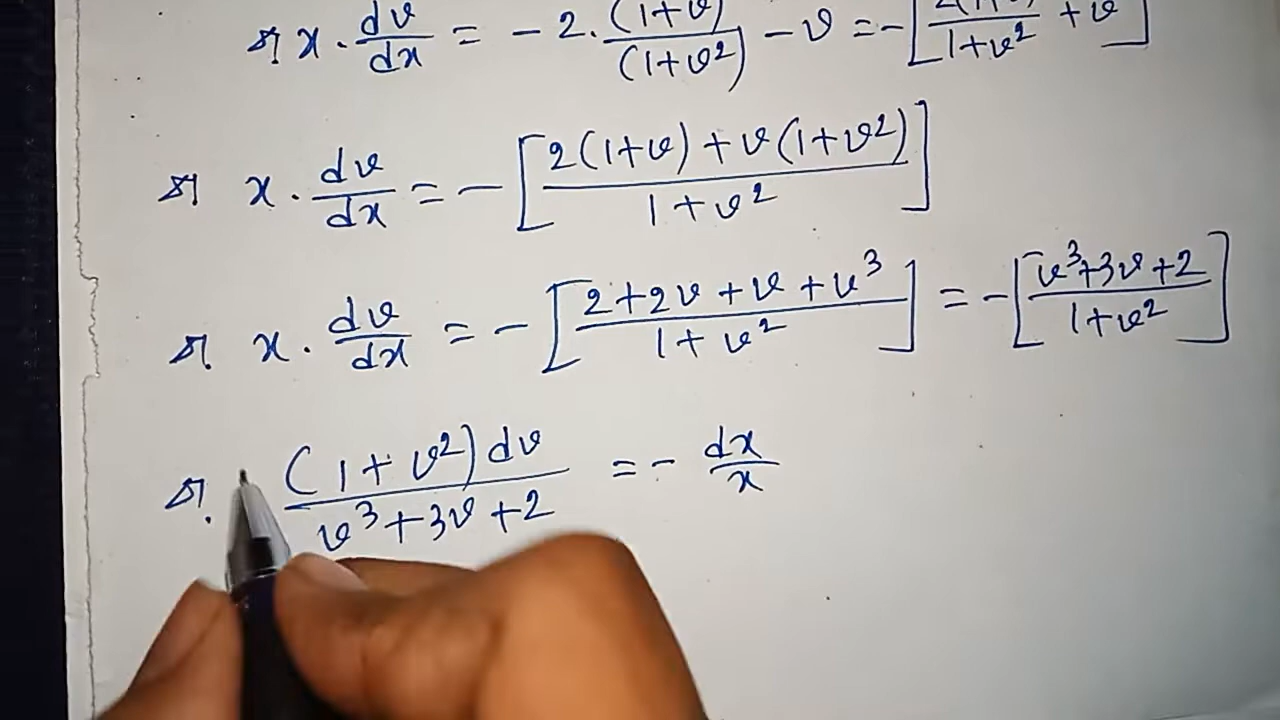 বা x · dv/dx = -2 · (1+v)/(1+v²) - v = -[2(1+v)/(1+v²) + v]
বা x · dv/dx = -[(2(1+v) + v(1+v²))/(1+v²)]
বা. x · dv/dx = -[(2+2v+v+v³)/(1+v²)] = -[(v³+3v+2)/(1+v²)]
বা. (1+v²)dv/(v³+3v+2) = - dx/x